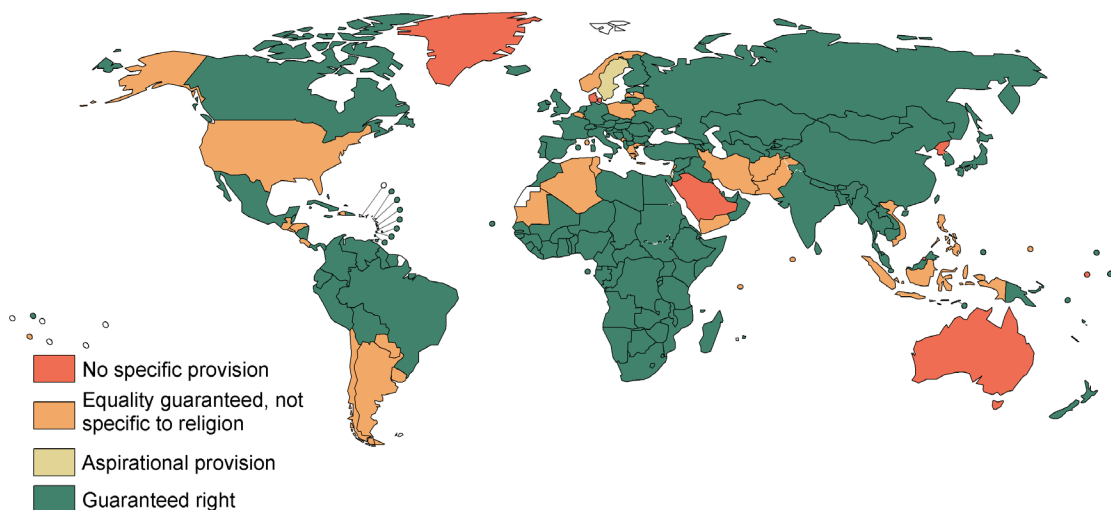 No specific provision
Equality guaranteed, not
specific to religion
Aspirational provision
Guaranteed right